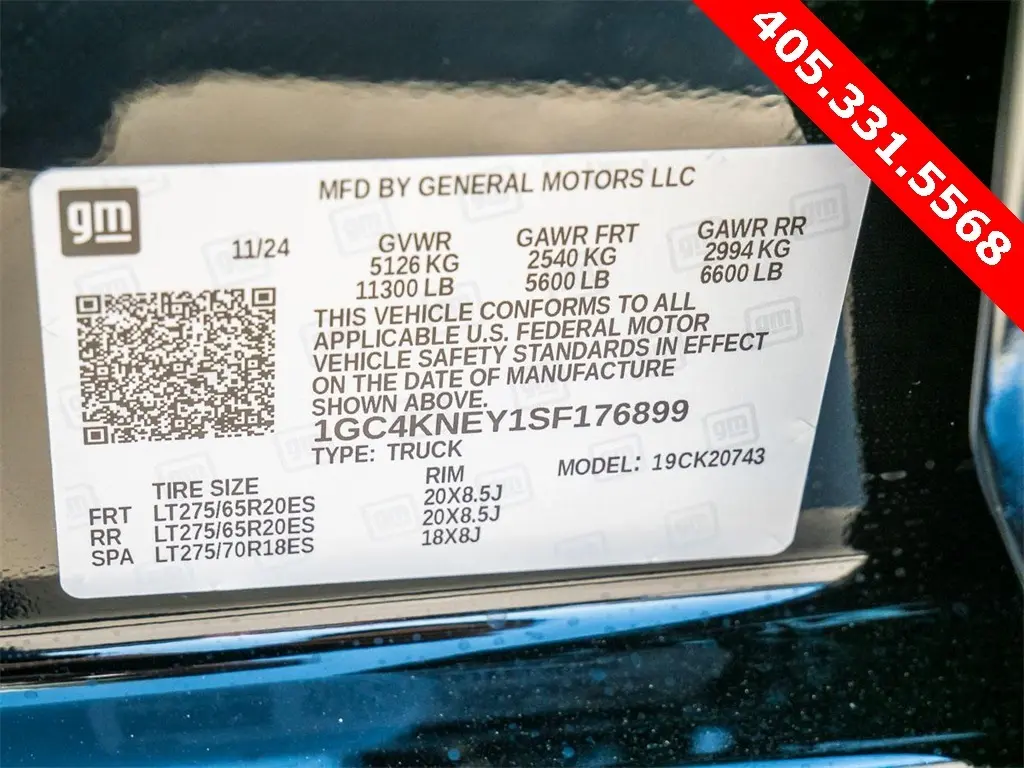 405.331.5568
gm
MFD BY GENERAL MOTORS LLC
11/24
GVWR
5126 KG
11300 LB
GAWR FRT
2540 KG
5600 LB
GAWR RR
2994 KG
6600 LB
THIS VEHICLE CONFORMS TO ALL
APPLICABLE U.S. FEDERAL MOTOR
VEHICLE SAFETY STANDARDS IN EFFECT
ON THE DATE OF MANUFACTURE
SHOWN ABOVE.
1GC4KNEY1SF176899
TYPE: TRUCK
MODEL: 19CK20743
TIRE SIZE RIM
FRT LT275/65R20ES 20X8.5J
RR LT275/65R20ES 20X8.5J
SPA LT275/70R18ES 18X8J